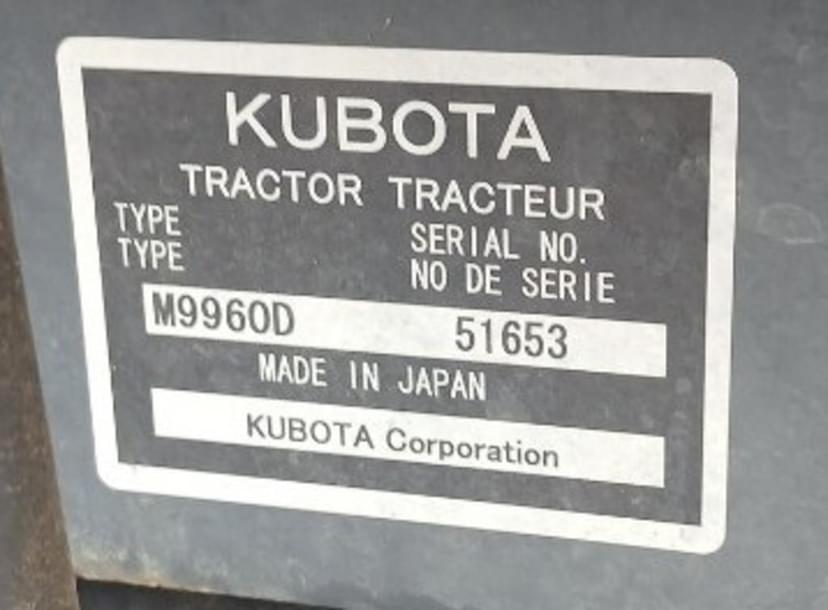 KUBOTA
TRACTOR TRACTEUR
TYPE SERIAL NO.
TYPE NO DE SERIE
M9960D 51653
MADE IN JAPAN
KUBOTA Corporation